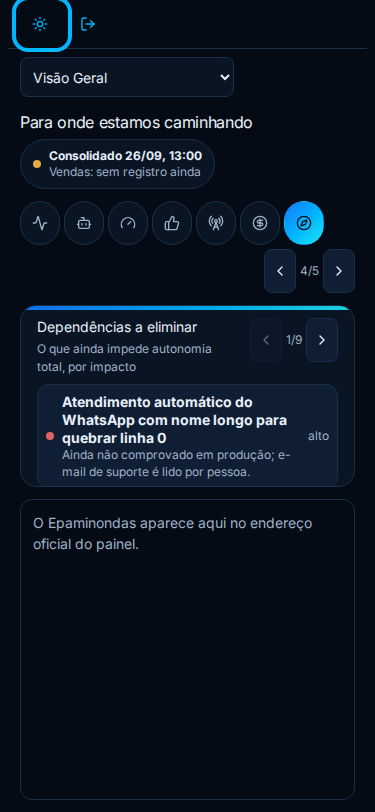 Visão Geral
Para onde estamos caminhando
Consolidado 26/09, 13:00
Vendas: sem registro ainda
4/5
Dependências a eliminar
1/9
O que ainda impede autonomia
total, por impacto
Atendimento automático do
WhatsApp com nome longo para
quebrar linha 0
alto
Ainda não comprovado em produção; e-
mail de suporte é lido por pessoa.
O Epaminondas aparece aqui no endereço
oficial do painel.